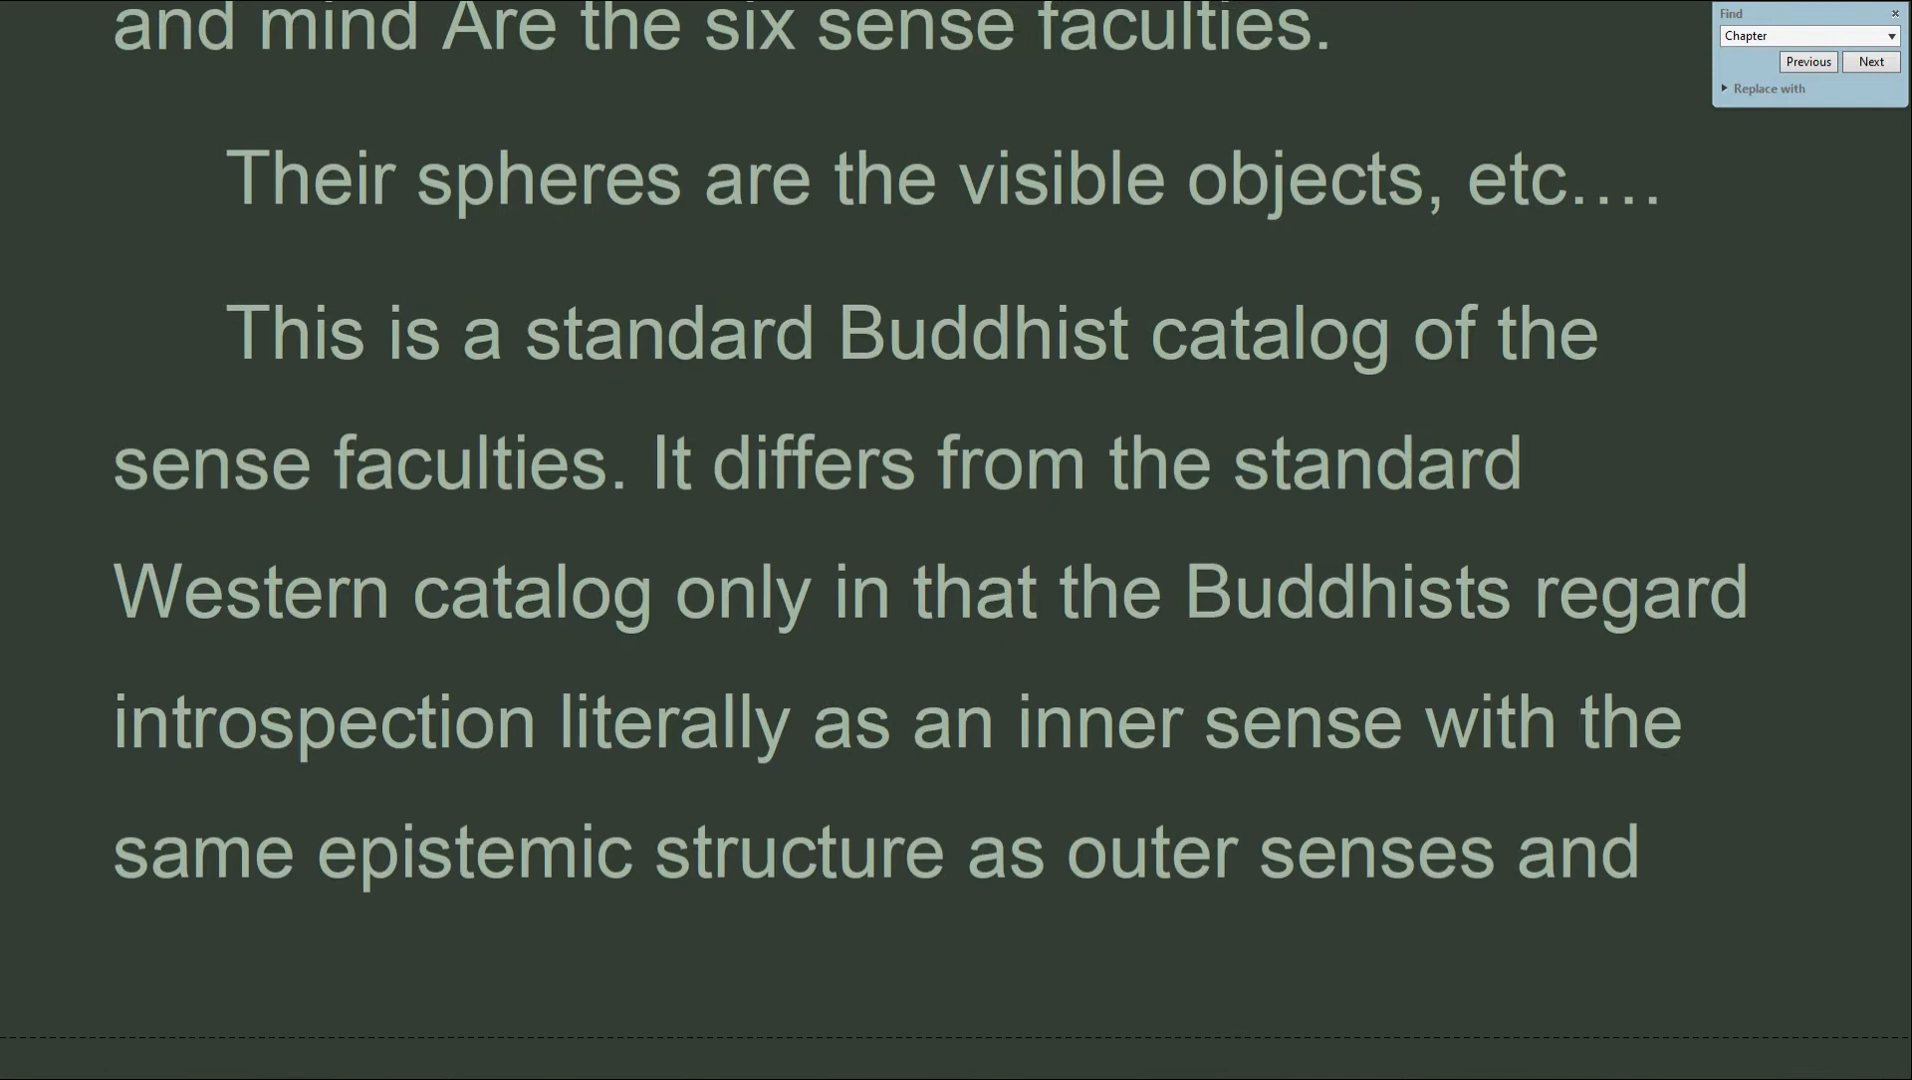 and mind Are the six sense faculties.
Their spheres are the visible objects, etc….
This is a standard Buddhist catalog of the
sense faculties. It differs from the standard
Western catalog only in that the Buddhists regard
introspection literally as an inner sense with the
same epistemic structure as outer senses and
Find
Chapter
Previous
Next
Replace with